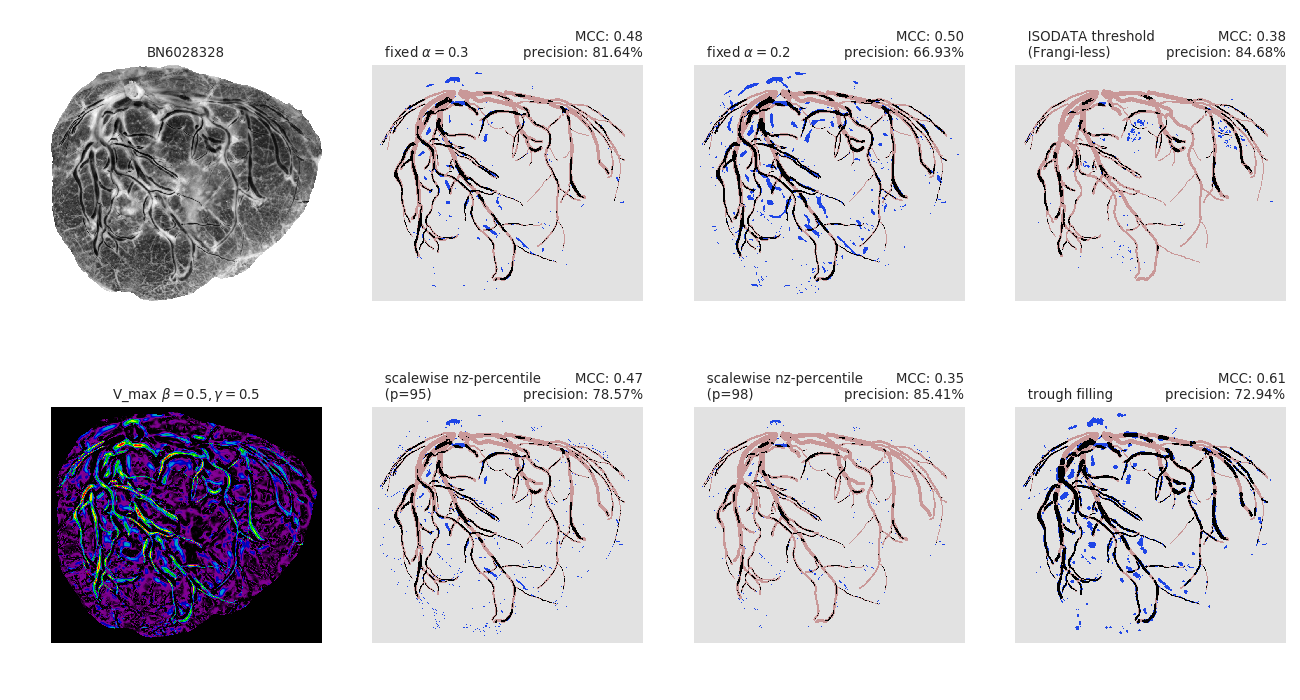 BN6028328
MCC: 0.48
fixed α = 0.3 precision: 81.64%
MCC: 0.50
fixed α = 0.2 precision: 66.93%
ISODATA threshold MCC: 0.38
(Frangi-less) precision: 84.68%
V_max β = 0.5, γ = 0.5
scalewise nz-percentile MCC: 0.47
(p=95) precision: 78.57%
scalewise nz-percentile MCC: 0.35
(p=98) precision: 85.41%
MCC: 0.61
trough filling precision: 72.94%